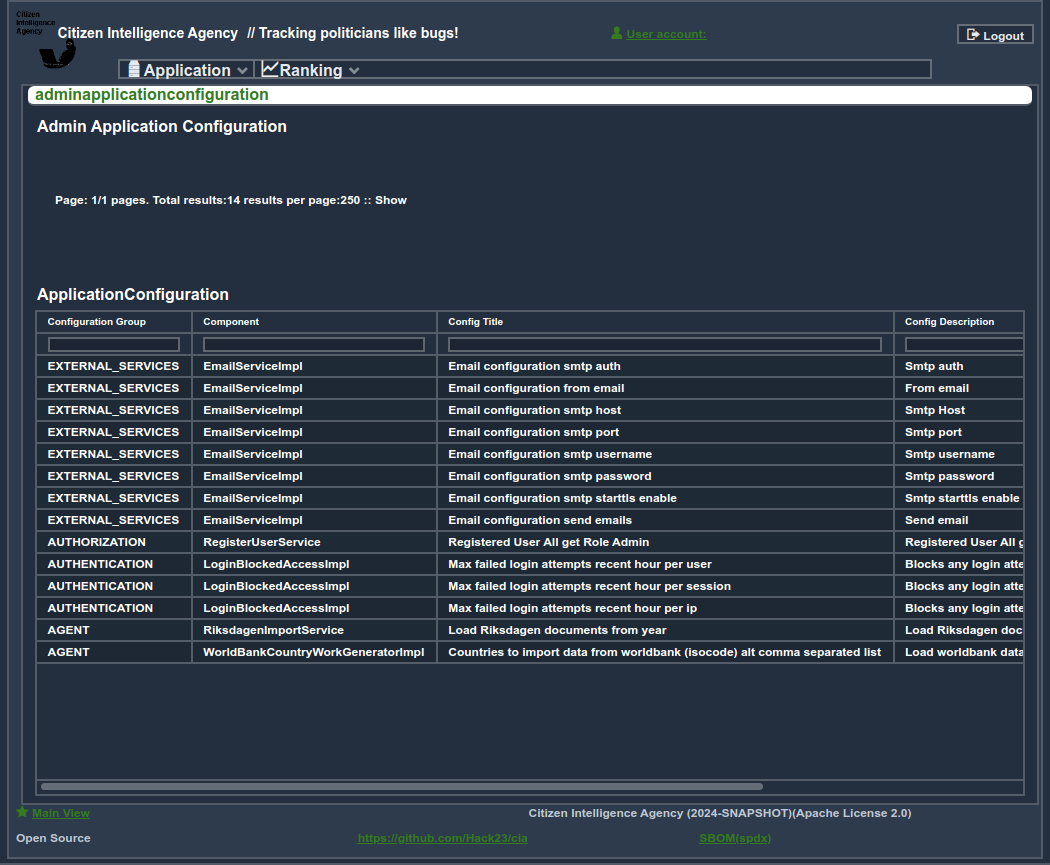 Citizen
Intelligence
Agency
Citizen Intelligence Agency // Tracking politicians like bugs!
User account:
Logout
Application Ranking
adminapplicationconfiguration
Admin Application Configuration
Page: 1/1 pages. Total results:14 results per page:250 :: Show
ApplicationConfiguration
Configuration Group Component Config Title Config Description
EXTERNAL_SERVICES EmailServiceImpl Email configuration smtp auth Smtp auth
EXTERNAL_SERVICES EmailServiceImpl Email configuration from email From email
EXTERNAL_SERVICES EmailServiceImpl Email configuration smtp host Smtp Host
EXTERNAL_SERVICES EmailServiceImpl Email configuration smtp port Smtp port
EXTERNAL_SERVICES EmailServiceImpl Email configuration smtp username Smtp username
EXTERNAL_SERVICES EmailServiceImpl Email configuration smtp password Smtp password
EXTERNAL_SERVICES EmailServiceImpl Email configuration smtp starttls enable Smtp starttls enable
EXTERNAL_SERVICES EmailServiceImpl Email configuration send emails Send email
AUTHORIZATION RegisterUserService Registered User All get Role Admin Registered User All g
AUTHENTICATION LoginBlockedAccessImpl Max failed login attempts recent hour per user Blocks any login atte
AUTHENTICATION LoginBlockedAccessImpl Max failed login attempts recent hour per session Blocks any login atte
AUTHENTICATION LoginBlockedAccessImpl Max failed login attempts recent hour per ip Blocks any login atte
AGENT RiksdagenImportService Load Riksdagen documents from year Load Riksdagen doc
AGENT WorldBankCountryWorkGeneratorImpl Countries to import data from worldbank (isocode) alt comma separated list Load worldbank data
Main View Citizen Intelligence Agency (2024-SNAPSHOT)(Apache License 2.0)
Open Source https://github.com/Hack23/cia SBOM(spdx)